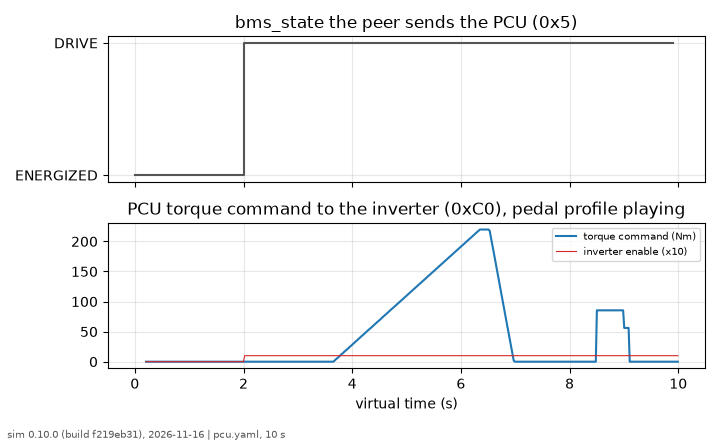 bms_state the peer sends the PCU (0x5)
DRIVE
ENERGIZED
PCU torque command to the inverter (0xC0), pedal profile playing
200
150
100
50
0
torque command (Nm)
inverter enable (x10)
0 2 4 6 8 10
virtual time (s)
sim 0.10.0 (build f219eb31), 2026-11-16 | pcu.yaml, 10 s